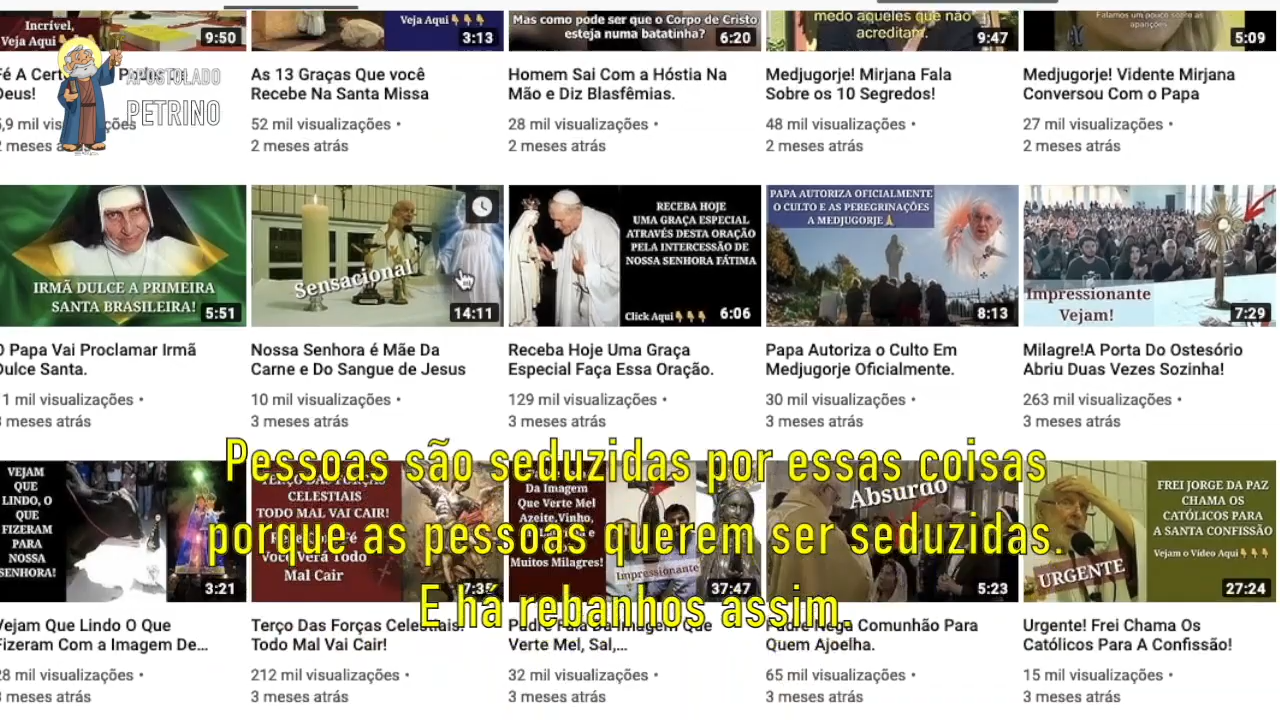 Incrível,
Veja Aqui
9:50
Veja Aqui
3:13
Mas como pode ser que o Corpo de Cristo
esteja numa batatinha?
6:20
medo aqueles que não
acreditam.
9:47
Falamos um pouco sobre as
aparições
5:09
APOSTOLADO
PETRINO
Deus!
2 meses
As 13 Graças Que você
Recebe Na Santa Missa
52 mil visualizações •
2 meses atrás
Homem Sai Com a Hóstia Na
Mão e Diz Blasfêmias.
28 mil visualizações •
2 meses atrás
Medjugorje! Mirjana Fala
Sobre os 10 Segredos!
48 mil visualizações •
2 meses atrás
Medjugorje! Vidente Mirjana
Conversou Com o Papa
27 mil visualizações •
2 meses atrás
IRMÃ DULCE A PRIMEIRA
SANTA BRASILEIRA!
5:51
Sensacional
14:11
RECEBA HOJE
UMA GRAÇA ESPECIAL
ATRAVÉS DESTA ORAÇÃO
PELA INTERCESSÃO DE
NOSSA SENHORA FÁTIMA
Click Aqui
6:06
PAPA AUTORIZA OFICIALMENTE
O CULTO E AS PEREGRINAÇÕES
A MEDJUGORJE
8:13
Impressionante
Vejam!
7:29
O Papa Vai Proclamar Irmã
Dulce Santa.
1 mil visualizações •
3 meses atrás
Nossa Senhora é Mãe Da
Carne e Do Sangue de Jesus
10 mil visualizações •
3 meses atrás
Receba Hoje Uma Graça
Especial Faça Essa Oração.
129 mil visualizações •
3 meses atrás
Papa Autoriza o Culto Em
Medjugorje Oficialmente.
30 mil visualizações •
3 meses atrás
Milagre!A Porta Do Ostesório
Abriu Duas Vezes Sozinha!
263 mil visualizações •
3 meses atrás
Pessoas são seduzidas por essas coisas
porque as pessoas querem ser seduzidas.
E há rebanhos assim.
VEJAM
QUE
LINDO, O
QUE
FIZERAM
PARA
NOSSA
SENHORA!
3:21
TERÇO DAS FORÇAS
CELESTIAIS
TODO MAL VAI CAIR!
Você Verá Todo
Mal Cair
Da Imagem
Que Verte Mel
Azeite,Vinho,
Muitos Milagres!
Impressionante
37:47
Absurdo
5:23
FREI JORGE DA PAZ
CHAMA OS
CATÓLICOS PARA
A SANTA CONFISSÃO
Vejam o Vídeo Aqui
URGENTE
27:24
Vejam Que Lindo O Que
Fizeram Com a Imagem De...
28 mil visualizações •
3 meses atrás
Terço Das Forças Celestiais!
Todo Mal Vai Cair!
212 mil visualizações •
3 meses atrás
Padre Fala Da Imagem Que
Verte Mel, Sal,...
32 mil visualizações •
3 meses atrás
Padre Nega Comunhão Para
Quem Ajoelha.
65 mil visualizações •
3 meses atrás
Urgente! Frei Chama Os
Católicos Para A Confissão!
15 mil visualizações •
3 meses atrás